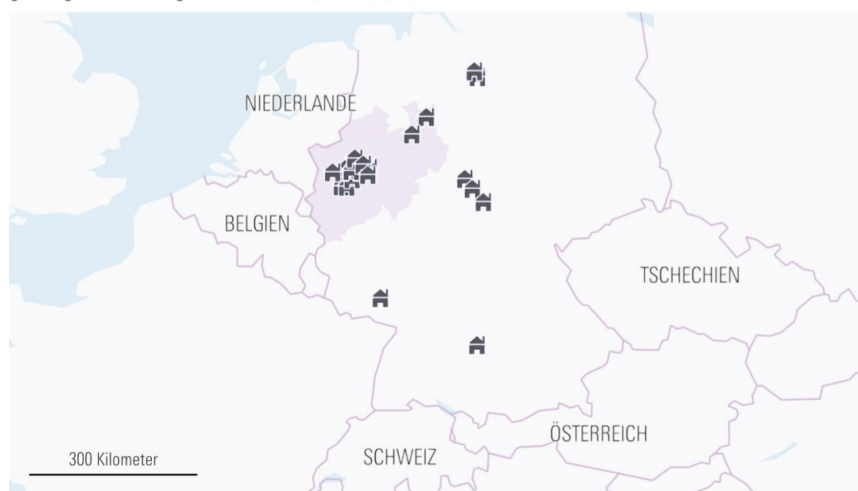 NIEDERLANDE
BELGIEN
TSCHECHIEN
ÖSTERREICH
SCHWEIZ
300 Kilometer